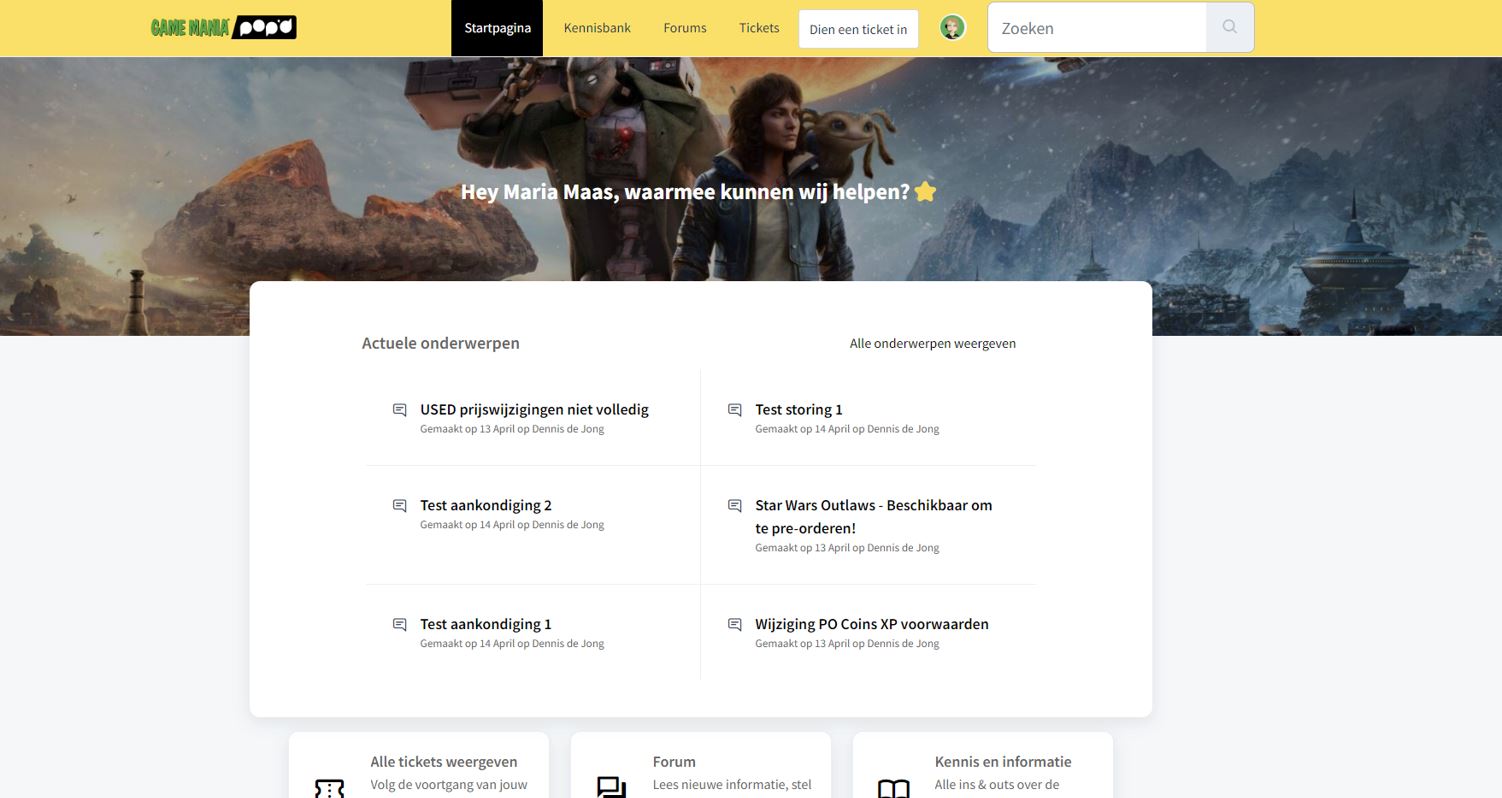 GAME MANIA pop'd
Startpagina
Kennisbank
Forums
Tickets
Dien een ticket in
Zoeken
Hey Maria Maas, waarmee kunnen wij helpen?
Actuele onderwerpen
Alle onderwerpen weergeven
USED prijswijzigingen niet volledig
Gemaakt op 13 April op Dennis de Jong
Test storing 1
Gemaakt op 14 April op Dennis de Jong
Test aankondiging 2
Gemaakt op 14 April op Dennis de Jong
Star Wars Outlaws - Beschikbaar om
te pre-orderen!
Gemaakt op 13 April op Dennis de Jong
Test aankondiging 1
Gemaakt op 14 April op Dennis de Jong
Wijziging PO Coins XP voorwaarden
Gemaakt op 13 April op Dennis de Jong
Alle tickets weergeven
Volg de voortgang van jouw
Forum
Lees nieuwe informatie, stel
Kennis en informatie
Alle ins & outs over de